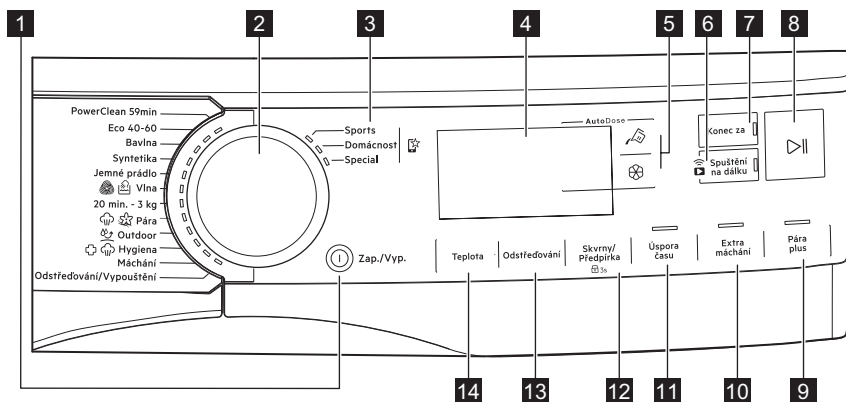 1
2
3
4
5
6
7
8
PowerClean 59min
Eco 40-60
Bavlna
Syntetika
Jemné prádlo
Vlna
20 min. - 3 kg
Pára
Outdoor
Hygiena
Máchání
Odstřeďování/Vypouštění
Sports
Domácnost
Special
Zap./Vyp.
AutoDose
Konec za
Spuštění
na dálku
Teplota
Odstřeďování
Skvrny/
Předpírka
3s
Úspora
času
Extra
máchání
Pára
plus
14
13
12
11
10
9